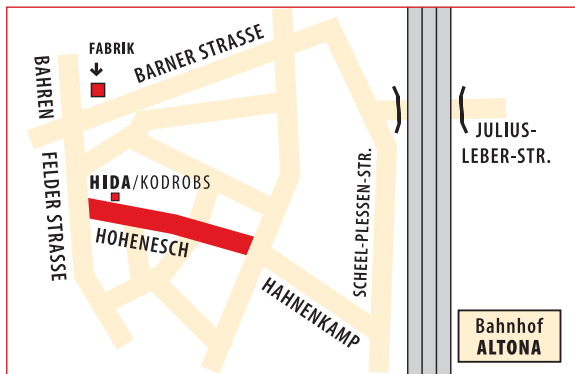 FABRIK
BARNER STRASSE
BAHREN
FELDER STRASSE
HIDA/KODROBS
HOHENESCH
HAHNENKAMP
SCHEEL-PLESSEN-STR.
JULIUS-
LEBER-STR.
Bahnhof
ALTONA